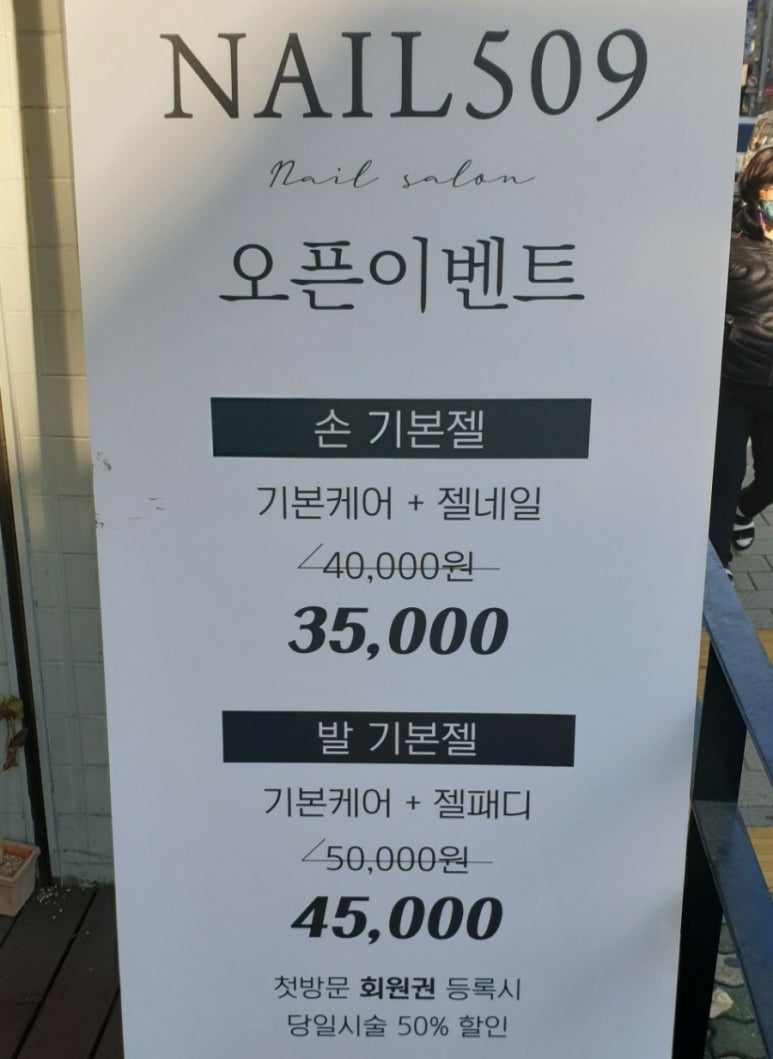 NAIL509
Nail salon
오픈이벤트
손 기본젤
기본케어 + 젤네일
40,000원
35,000
발 기본젤
기본케어 + 젤패디
50,000원
45,000
첫방문 회원권 등록시
당일시술 50% 할인